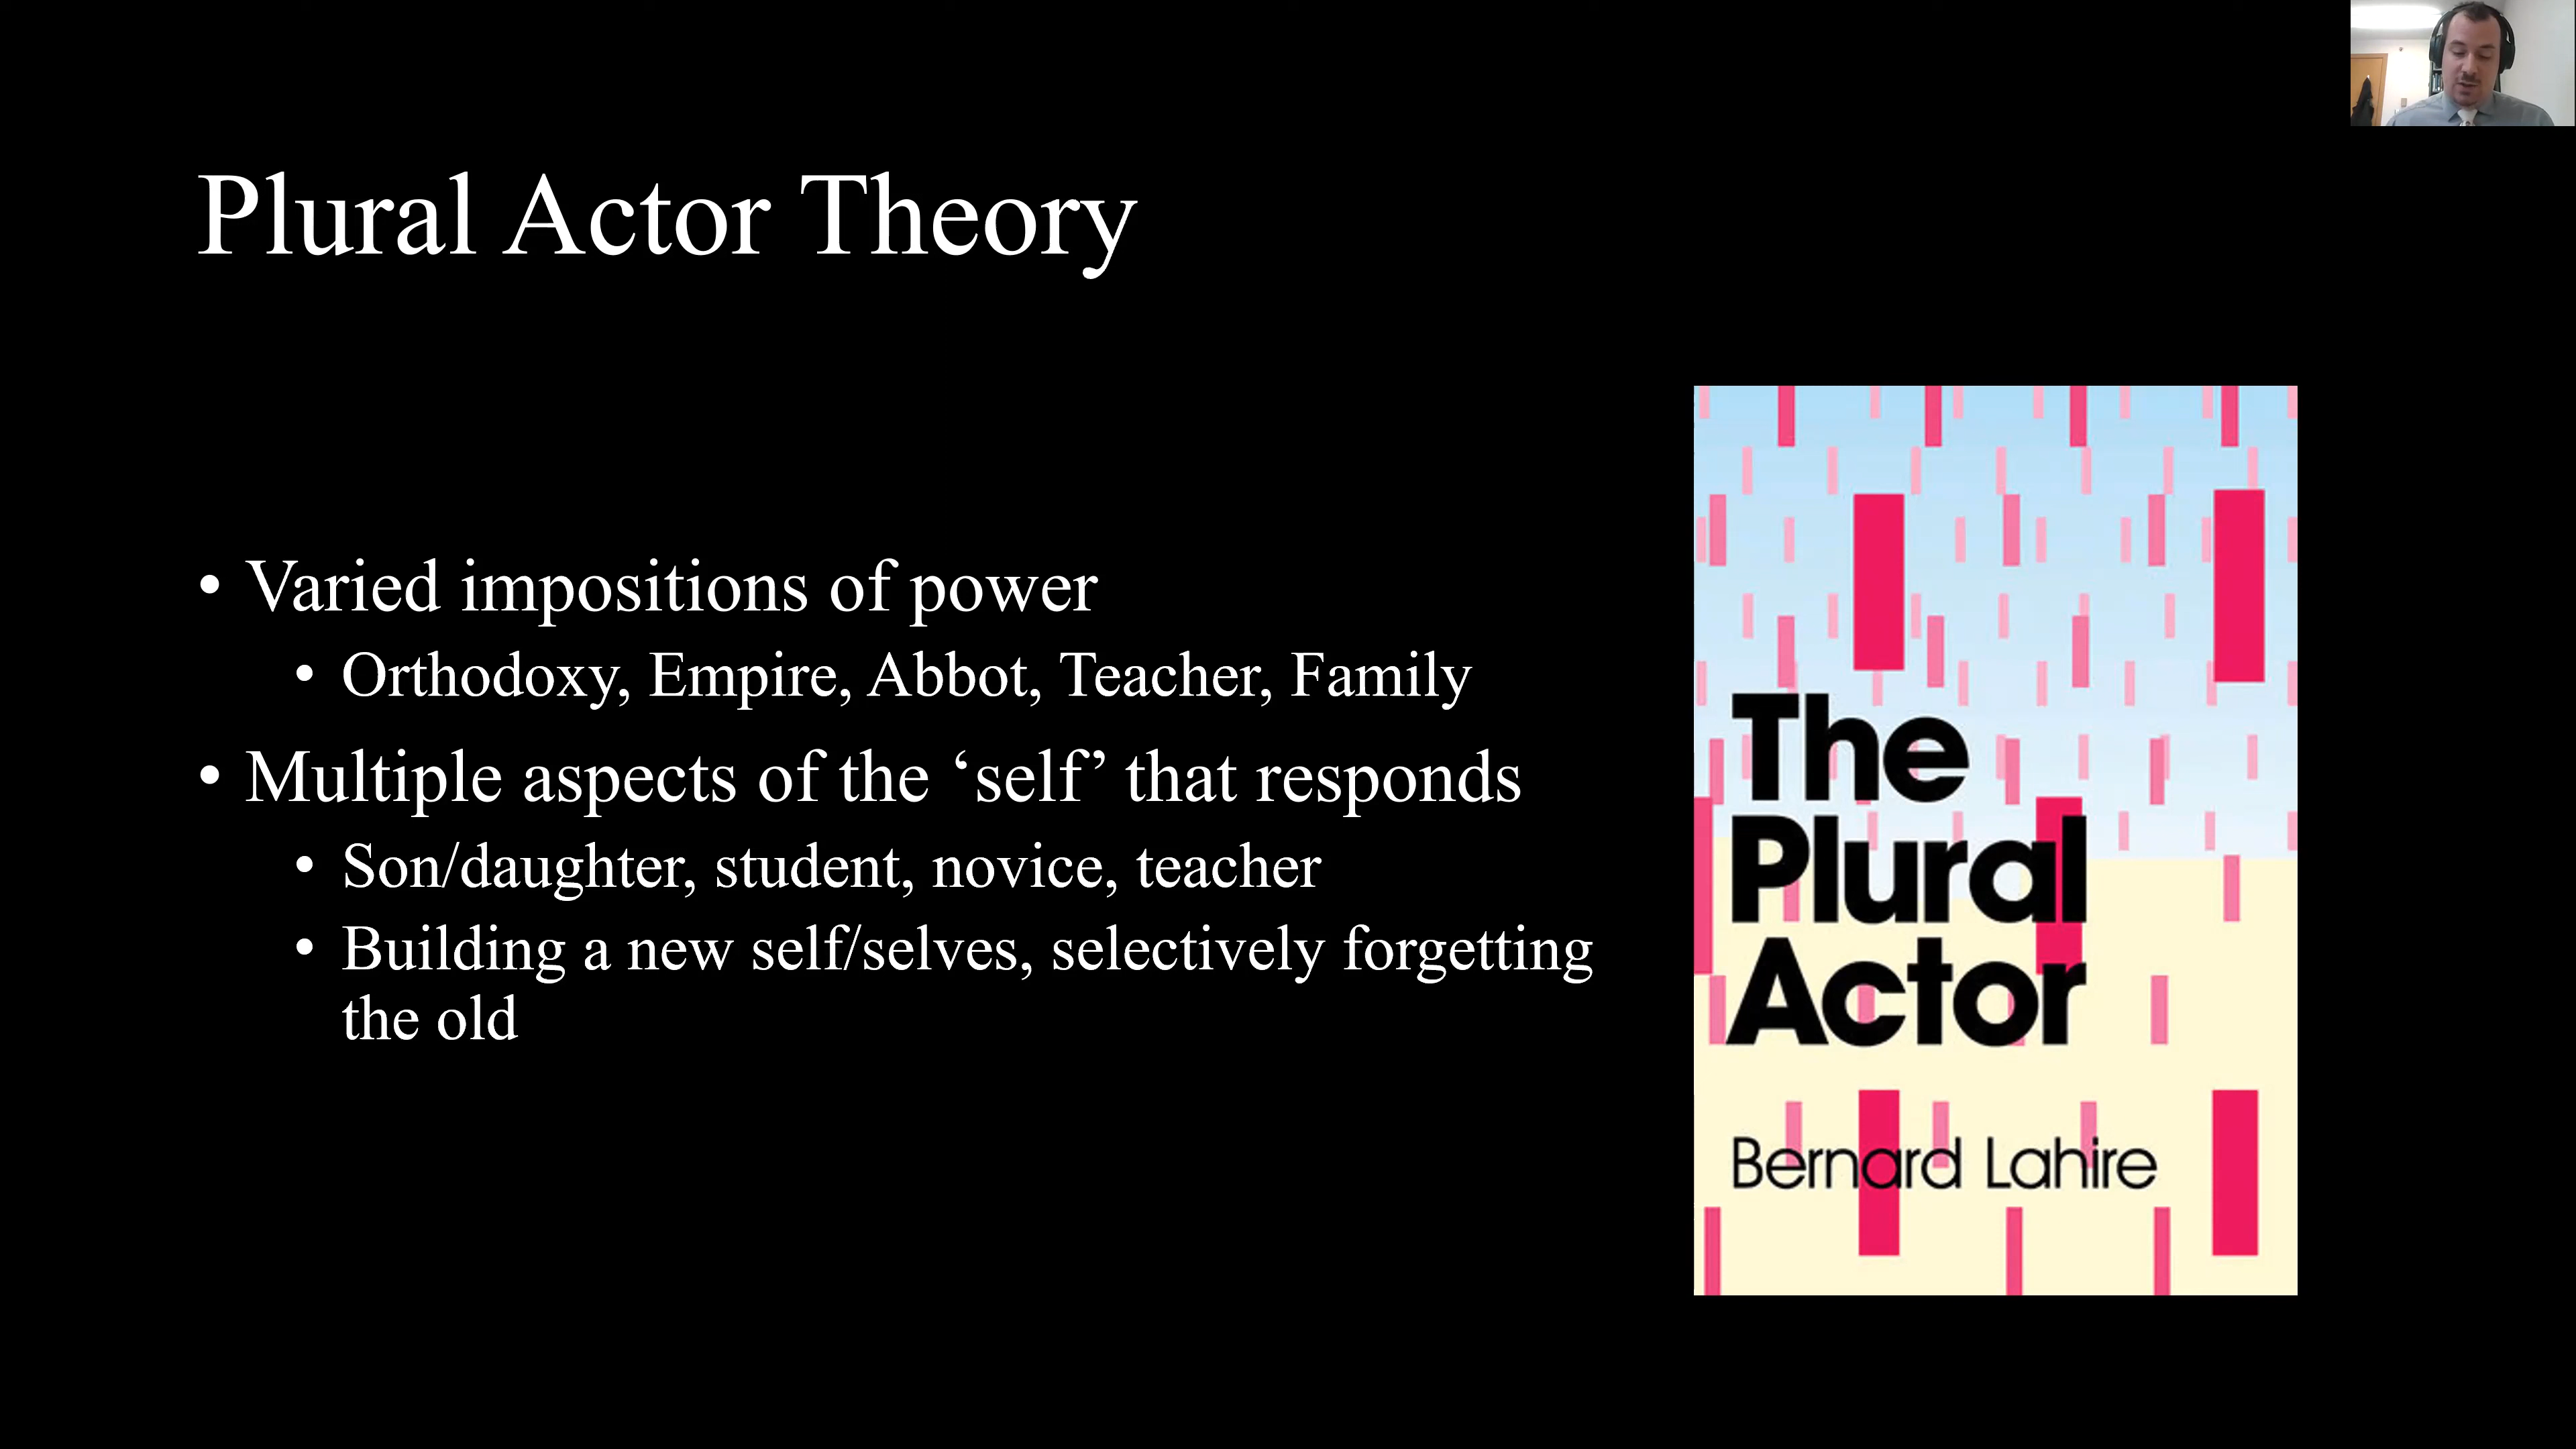 Plural Actor Theory
• Varied impositions of power
• Orthodoxy, Empire, Abbot, Teacher, Family
• Multiple aspects of the ‘self’ that responds
• Son/daughter, student, novice, teacher
• Building a new self/selves, selectively forgetting
the old
The
Plural
Actor
Bernard Lahire